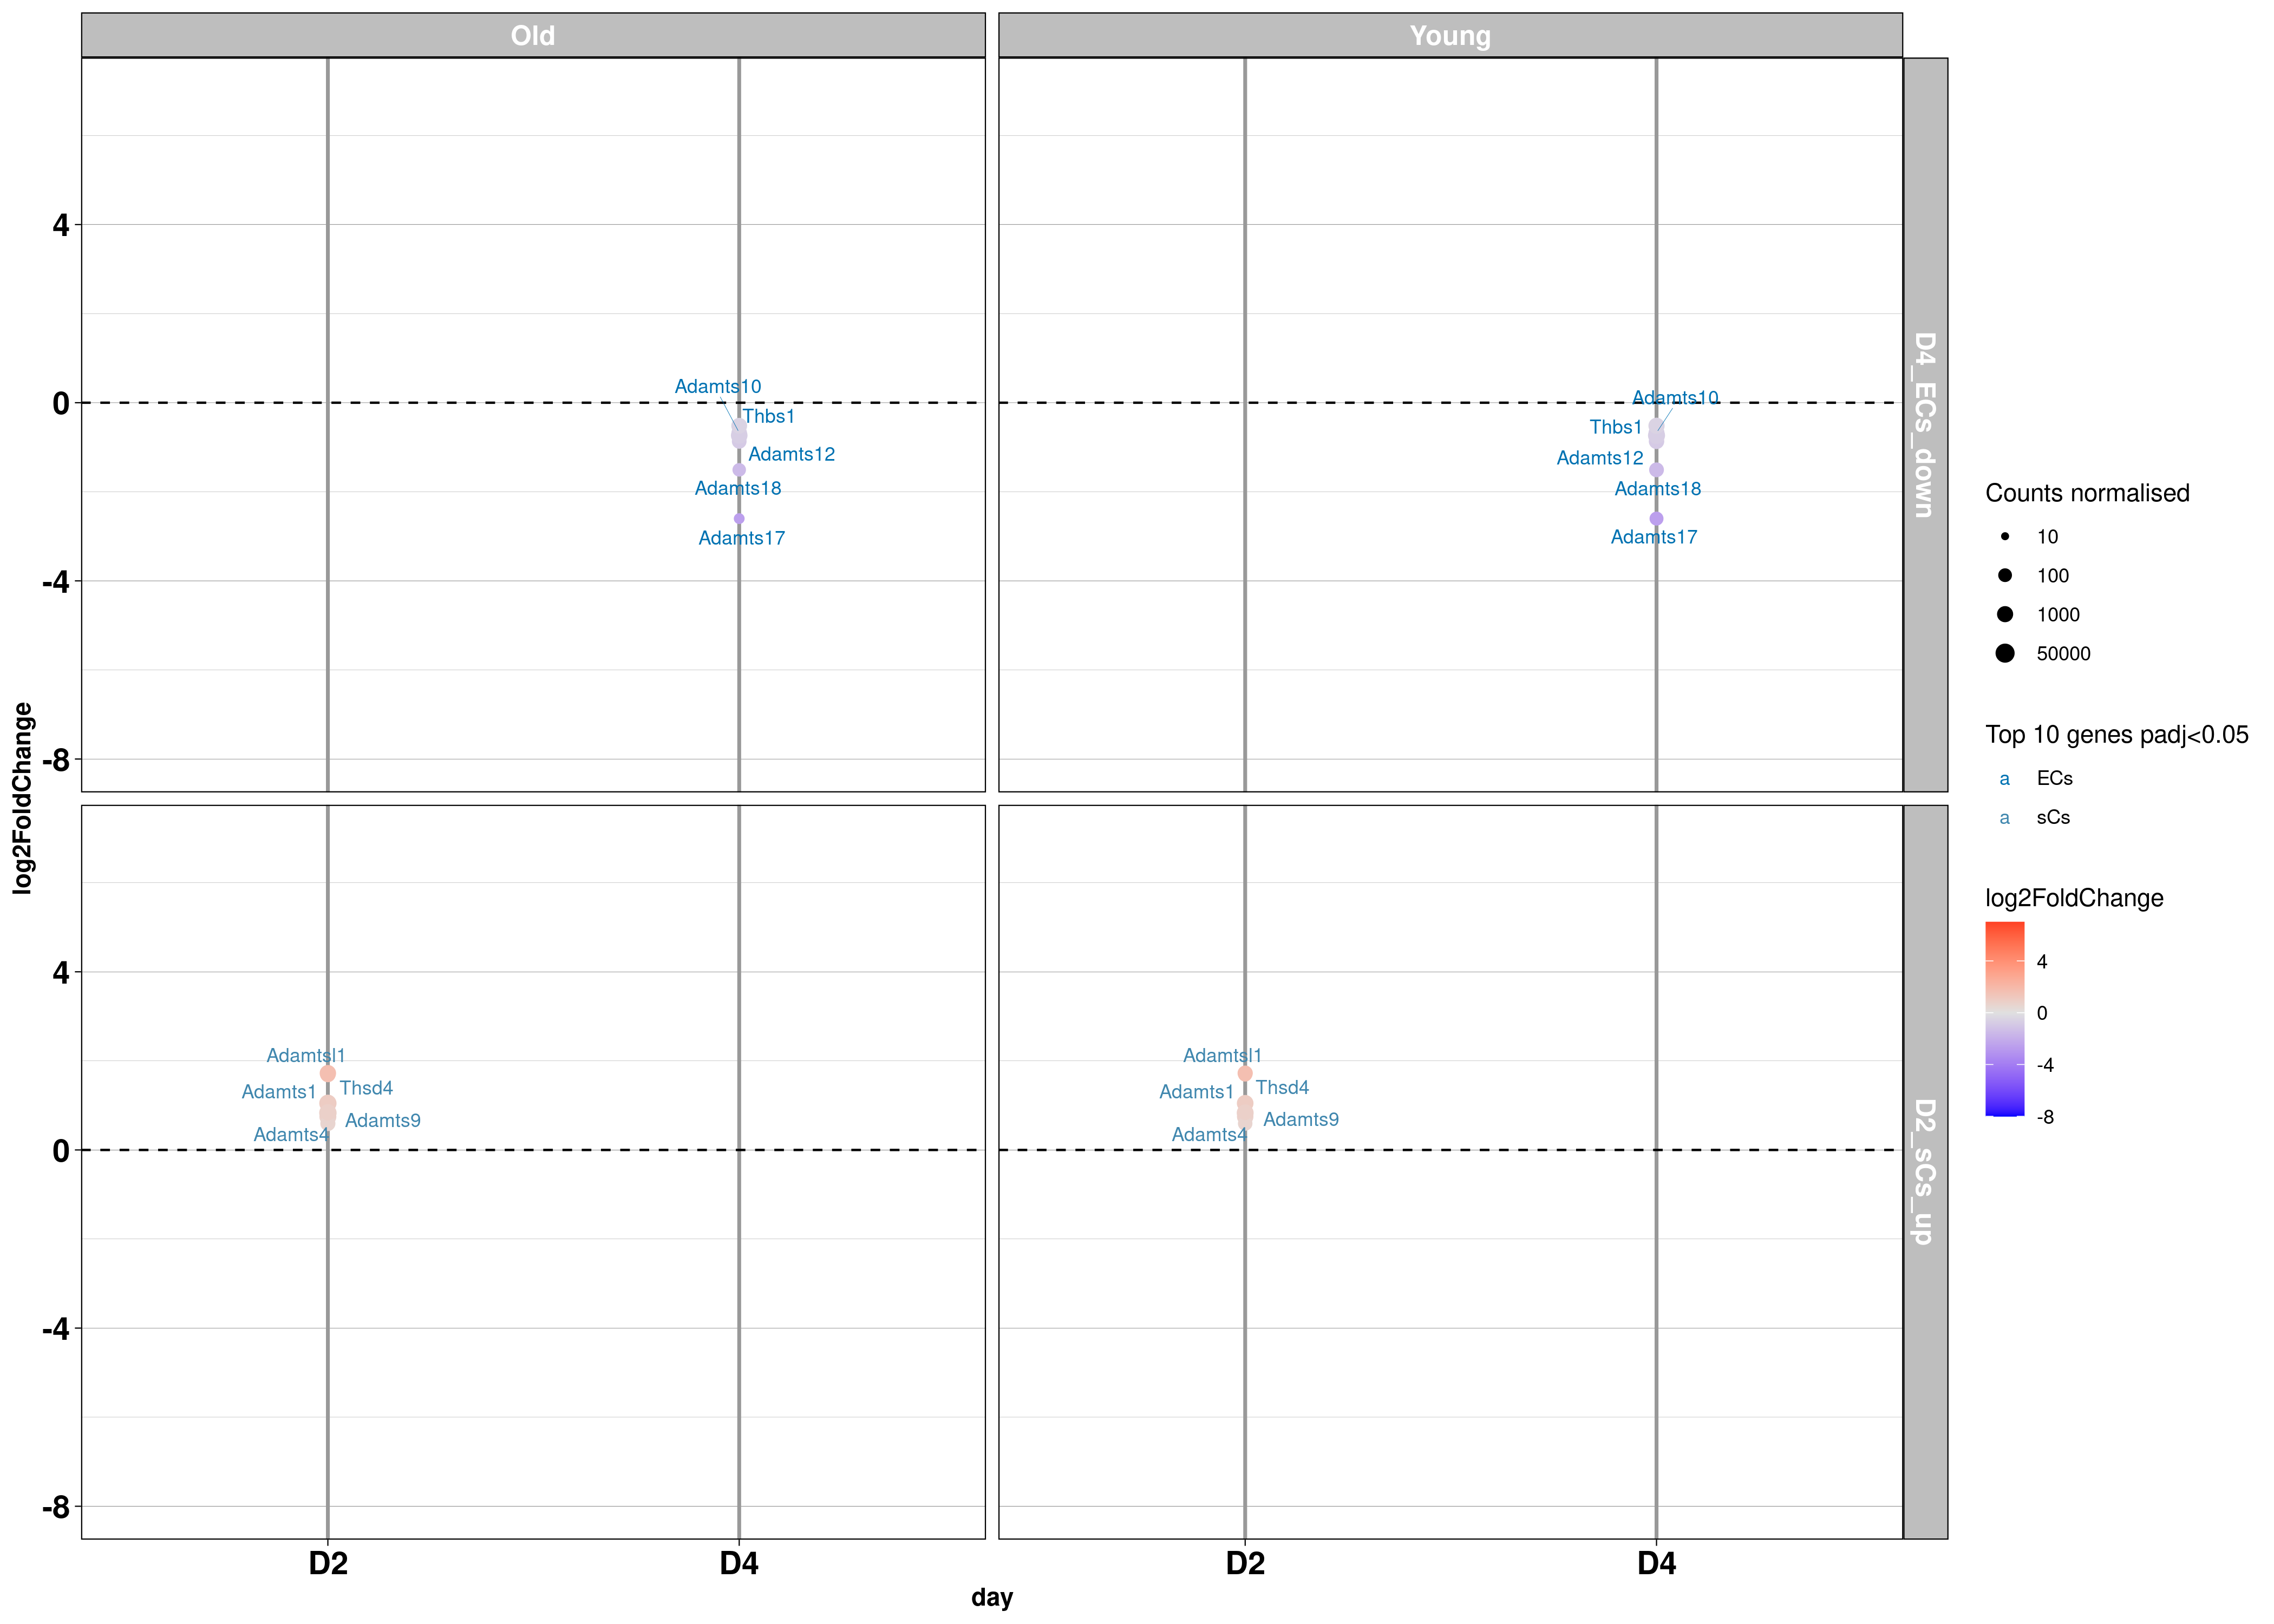 Old
Young
4
0
-4
-8
Adamts10
Thbs1
Adamts12
Adamts18
Adamts17
Adamts10
Thbs1
Adamts12
Adamts18
Adamts17
D4_ECs_down
log2FoldChange
4
0
-4
-8
Adamtsl1
Adamts1
Thsd4
Adamts9
Adamts4
Adamtsl1
Adamts1
Thsd4
Adamts9
Adamts4
D2_sCs_up
D2
D4
D2
D4
day
Counts normalised
10
100
1000
50000
Top 10 genes padj<0.05
a ECs
a sCs
log2FoldChange
4
0
-4
-8